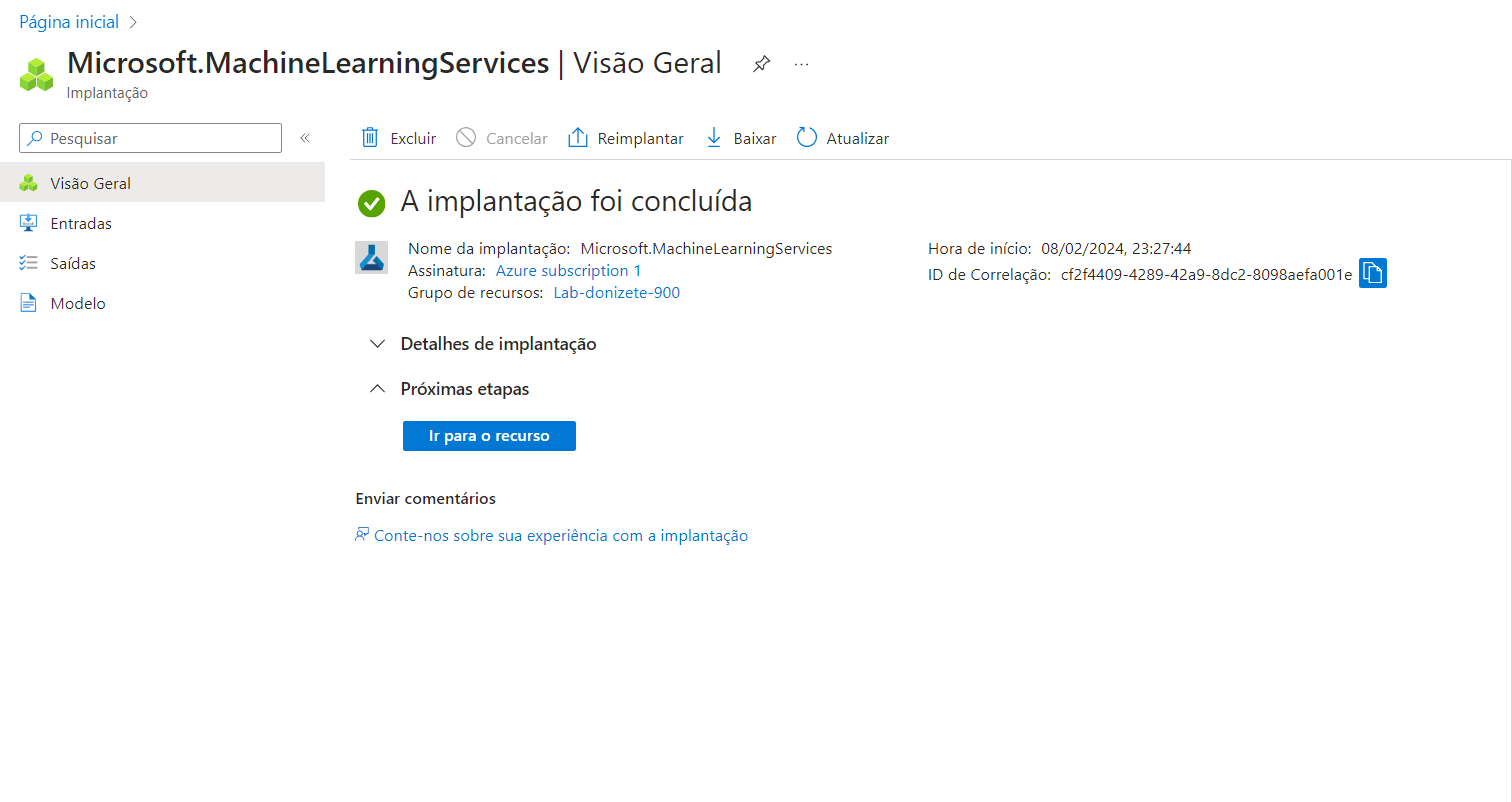 Página inicial
Microsoft.MachineLearningServices | Visão Geral
Implantação
Pesquisar
Excluir Cancelar Reimplantar Baixar Atualizar
Visão Geral
Entradas
Saídas
Modelo
A implantação foi concluída
Nome da implantação: Microsoft.MachineLearningServices
Assinatura: Azure subscription 1
Grupo de recursos: Lab-donizete-900
Hora de início: 08/02/2024, 23:27:44
ID de Correlação: cf2f4409-4289-42a9-8dc2-8098aefa001e
Detalhes de implantação
Próximas etapas
Ir para o recurso
Enviar comentários
Conte-nos sobre sua experiência com a implantação